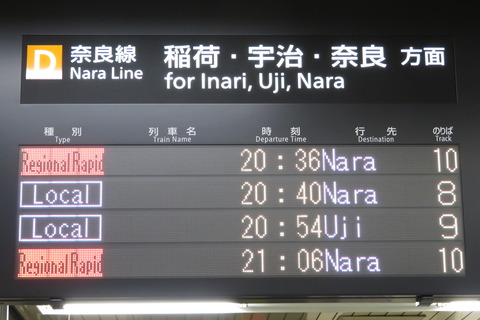 D 奈良線 稲荷・宇治・奈良 方面
Nara Line for Inari, Uji, Nara
種別 列車名 時刻 行先 のりば
Type Train Name Departure Time Destination Track
Regional Rapid 20:36 Nara 10
Local 20:40 Nara 8
Local 20:54 Uji 9
Regional Rapid 21:06 Nara 10